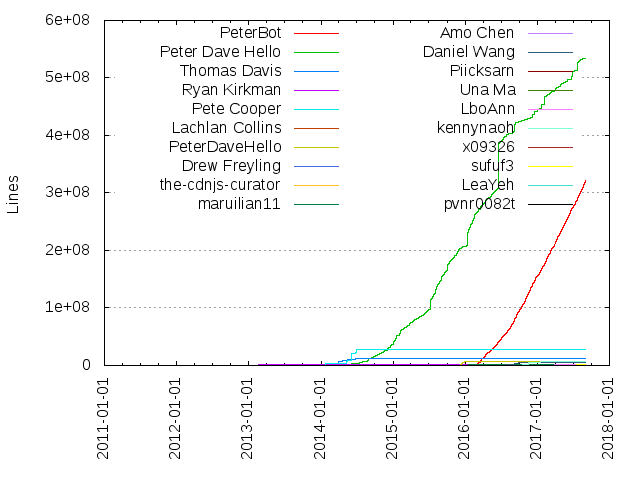 6e+08
5e+08
4e+08
3e+08
2e+08
1e+08
0
Lines
PeterBot
Peter Dave Hello
Thomas Davis
Ryan Kirkman
Pete Cooper
Lachlan Collins
PeterDaveHello
Drew Freyling
the-cdnjs-curator
maruilian11
Amo Chen
Daniel Wang
Piicksarn
Una Ma
LboAnn
kennynaoh
x09326
sufuf3
LeaYeh
pvnr0082t
2011-01-01
2012-01-01
2013-01-01
2014-01-01
2015-01-01
2016-01-01
2017-01-01
2018-01-01